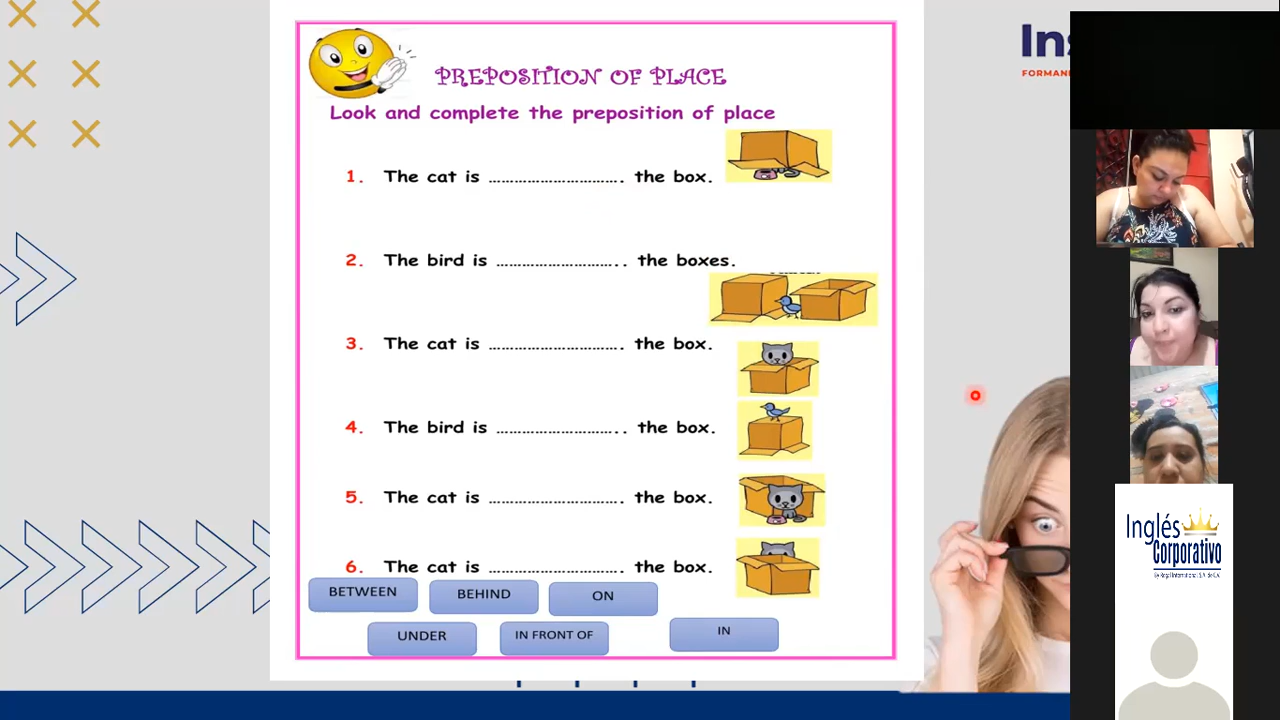 PREPOSITION OF PLACE
Look and complete the preposition of place
1. The cat is ............................. the box.
2. The bird is ........................... the boxes.
3. The cat is ............................. the box.
4. The bird is ........................... the box.
5. The cat is ............................. the box.
6. The cat is ............................. the box.
BETWEEN
BEHIND
ON
UNDER
IN FRONT OF
IN
Ins
FORMAN
Inglés
Corporativo